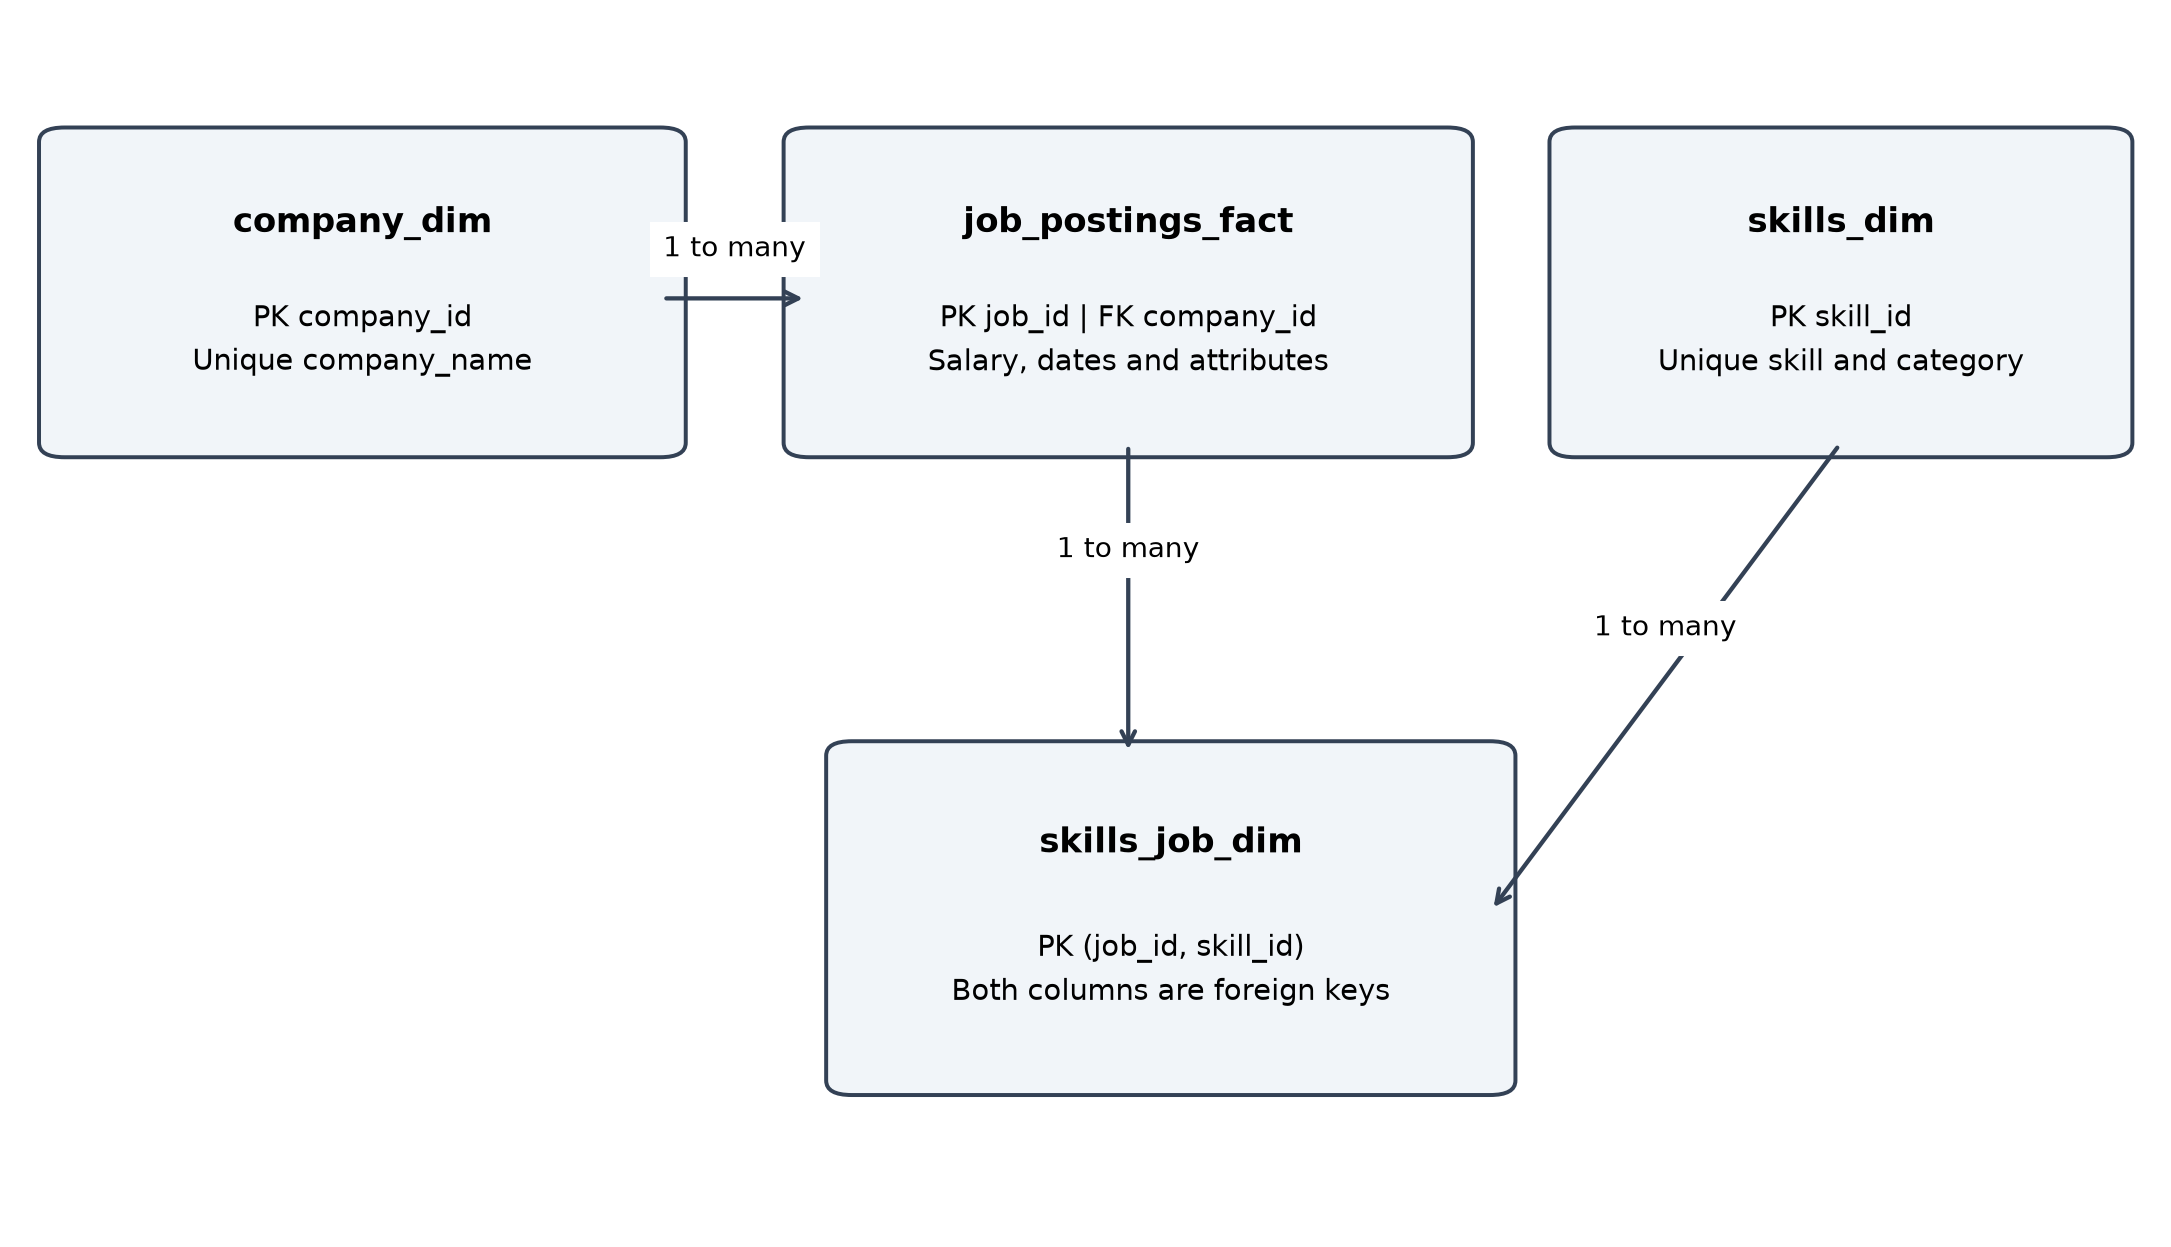 company_dim
PK company_id
Unique company_name
1 to many
job_postings_fact
PK job_id | FK company_id
Salary, dates and attributes
skills_dim
PK skill_id
Unique skill and category
1 to many
1 to many
skills_job_dim
PK (job_id, skill_id)
Both columns are foreign keys